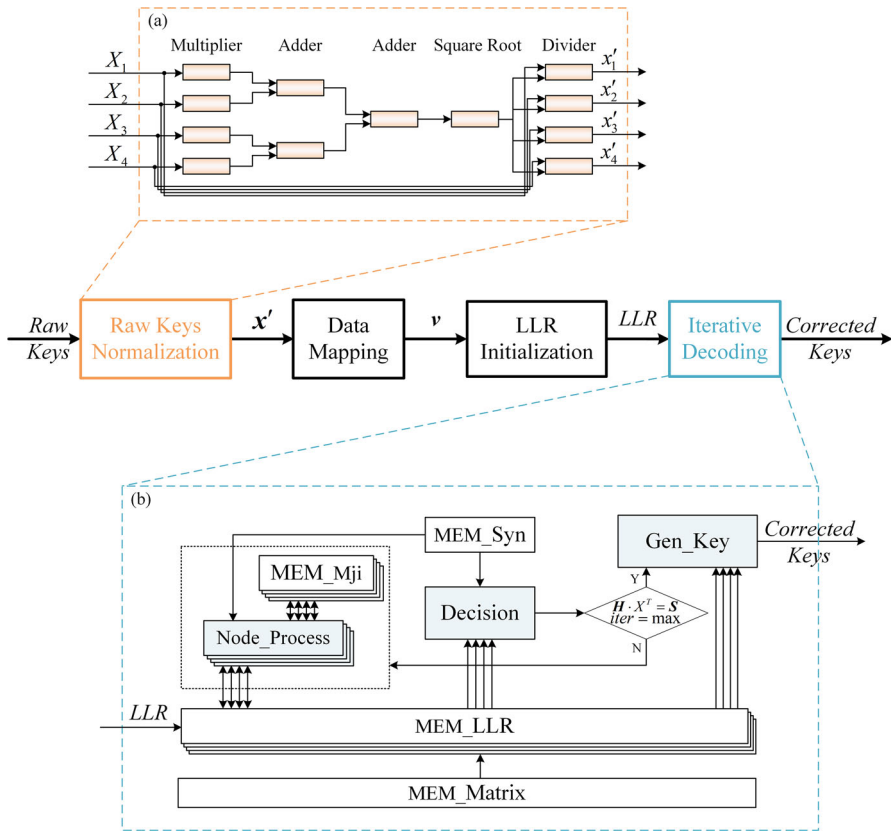 (a)
Multiplier Adder Adder Square Root Divider
X₁ x′₁
X₂ x′₂
X₃ x′₃
X₄ x′₄
Raw
Keys
Raw Keys
Normalization
x′
Data
Mapping
v
LLR
Initialization
LLR
Iterative
Decoding
Corrected
Keys
(b)
MEM_Syn
Gen_Key
Corrected
Keys
MEM_Mji
Decision
Y
H · Xᵀ = S
iter = max
N
Node_Process
LLR
MEM_LLR
MEM_Matrix